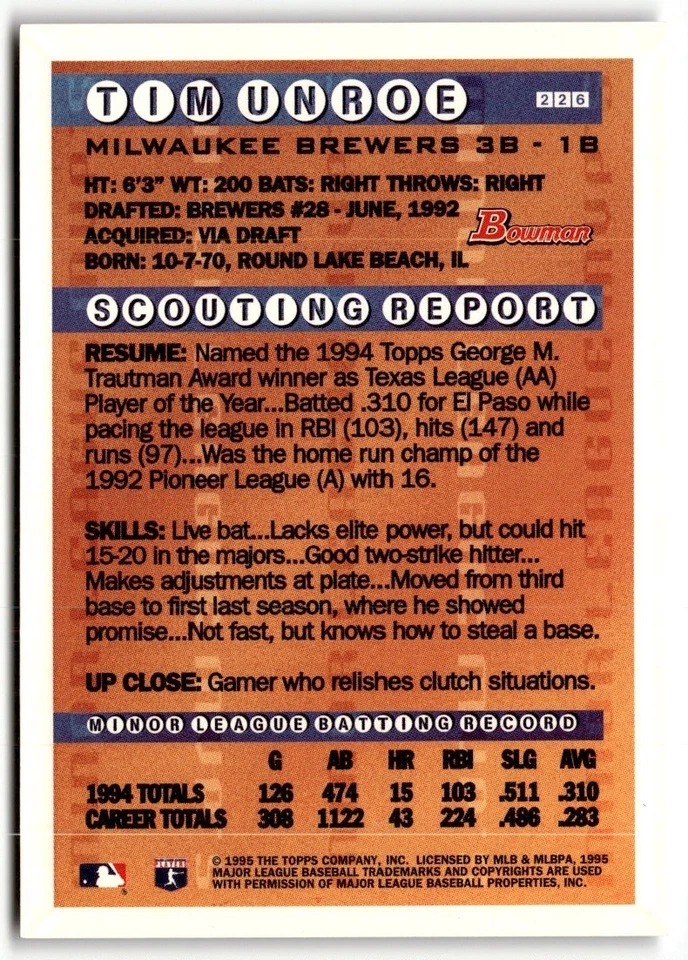 TIM UNROE 226
MILWAUKEE BREWERS 3B - 1B
HT: 6'3" WT: 200 BATS: RIGHT THROWS: RIGHT
DRAFTED: BREWERS #28 - JUNE, 1992
ACQUIRED: VIA DRAFT
Bowman
BORN: 10-7-70, ROUND LAKE BEACH, IL
SCOUTING REPORT
RESUME: Named the 1994 Topps George M.
Trautman Award winner as Texas League (AA)
Player of the Year...Batted .310 for El Paso while
pacing the league in RBI (103), hits (147) and
runs (97)...Was the home run champ of the
1992 Pioneer League (A) with 16.
SKILLS: Live bat...Lacks elite power, but could hit
15-20 in the majors...Good two-strike hitter...
Makes adjustments at plate...Moved from third
base to first last season, where he showed
promise...Not fast, but knows how to steal a base.
UP CLOSE: Gamer who relishes clutch situations.
MINOR LEAGUE BATTING RECORD
G AB HR RBI SLG AVG
1994 TOTALS 126 474 15 103 .511 .310
CAREER TOTALS 308 1122 43 224 .486 .283
PLAYERS
© 1995 THE TOPPS COMPANY, INC. LICENSED BY MLB & MLBPA, 1995
MAJOR LEAGUE BASEBALL TRADEMARKS AND COPYRIGHTS ARE USED
WITH PERMISSION OF MAJOR LEAGUE BASEBALL PROPERTIES, INC.